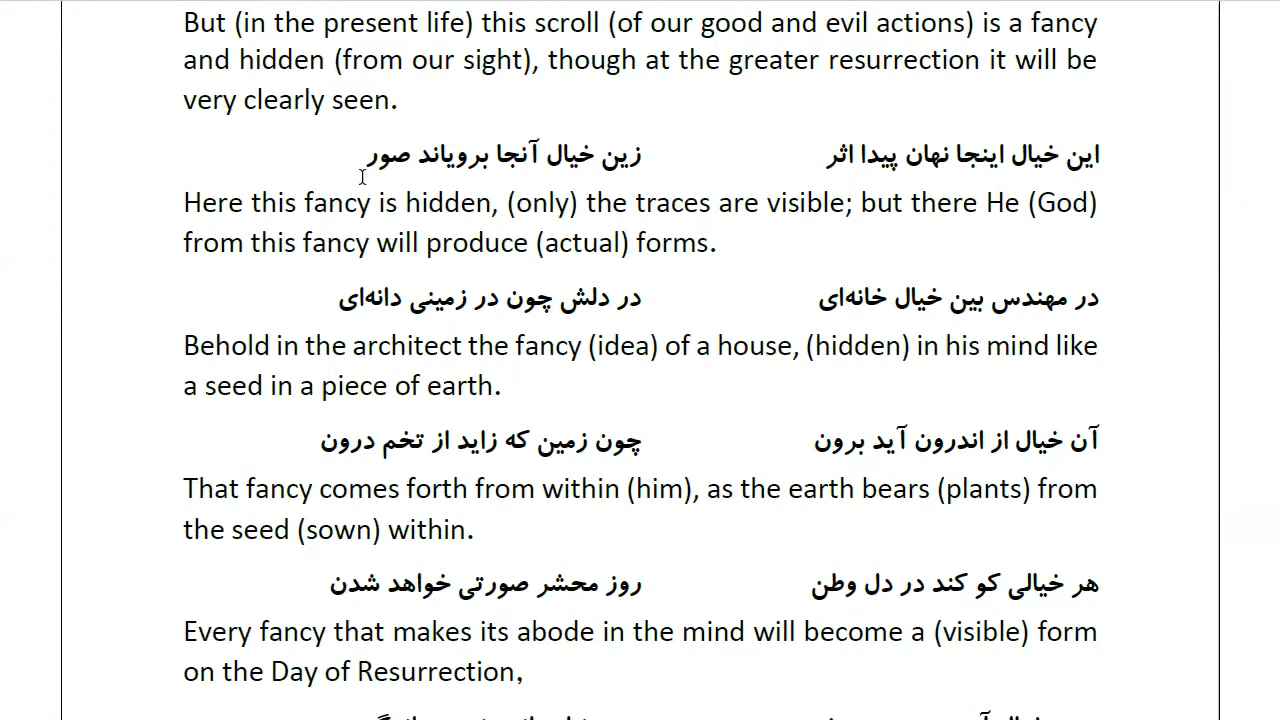 But (in the present life) this scroll (of our good and evil actions) is a fancy
and hidden (from our sight), though at the greater resurrection it will be
very clearly seen.
این خیال اینجا نهان پیدا اثر زین خیال آنجا برویاند صور
Here this fancy is hidden, (only) the traces are visible; but there He (God)
from this fancy will produce (actual) forms.
در مهندس بین خیال خانه‌ای در دلش چون در زمینی دانه‌ای
Behold in the architect the fancy (idea) of a house, (hidden) in his mind like
a seed in a piece of earth.
آن خیال از اندرون آید برون چون زمین که زاید از تخم درون
That fancy comes forth from within (him), as the earth bears (plants) from
the seed (sown) within.
هر خیالی کو کند در دل وطن روز محشر صورتی خواهد شدن
Every fancy that makes its abode in the mind will become a (visible) form
on the Day of Resurrection,